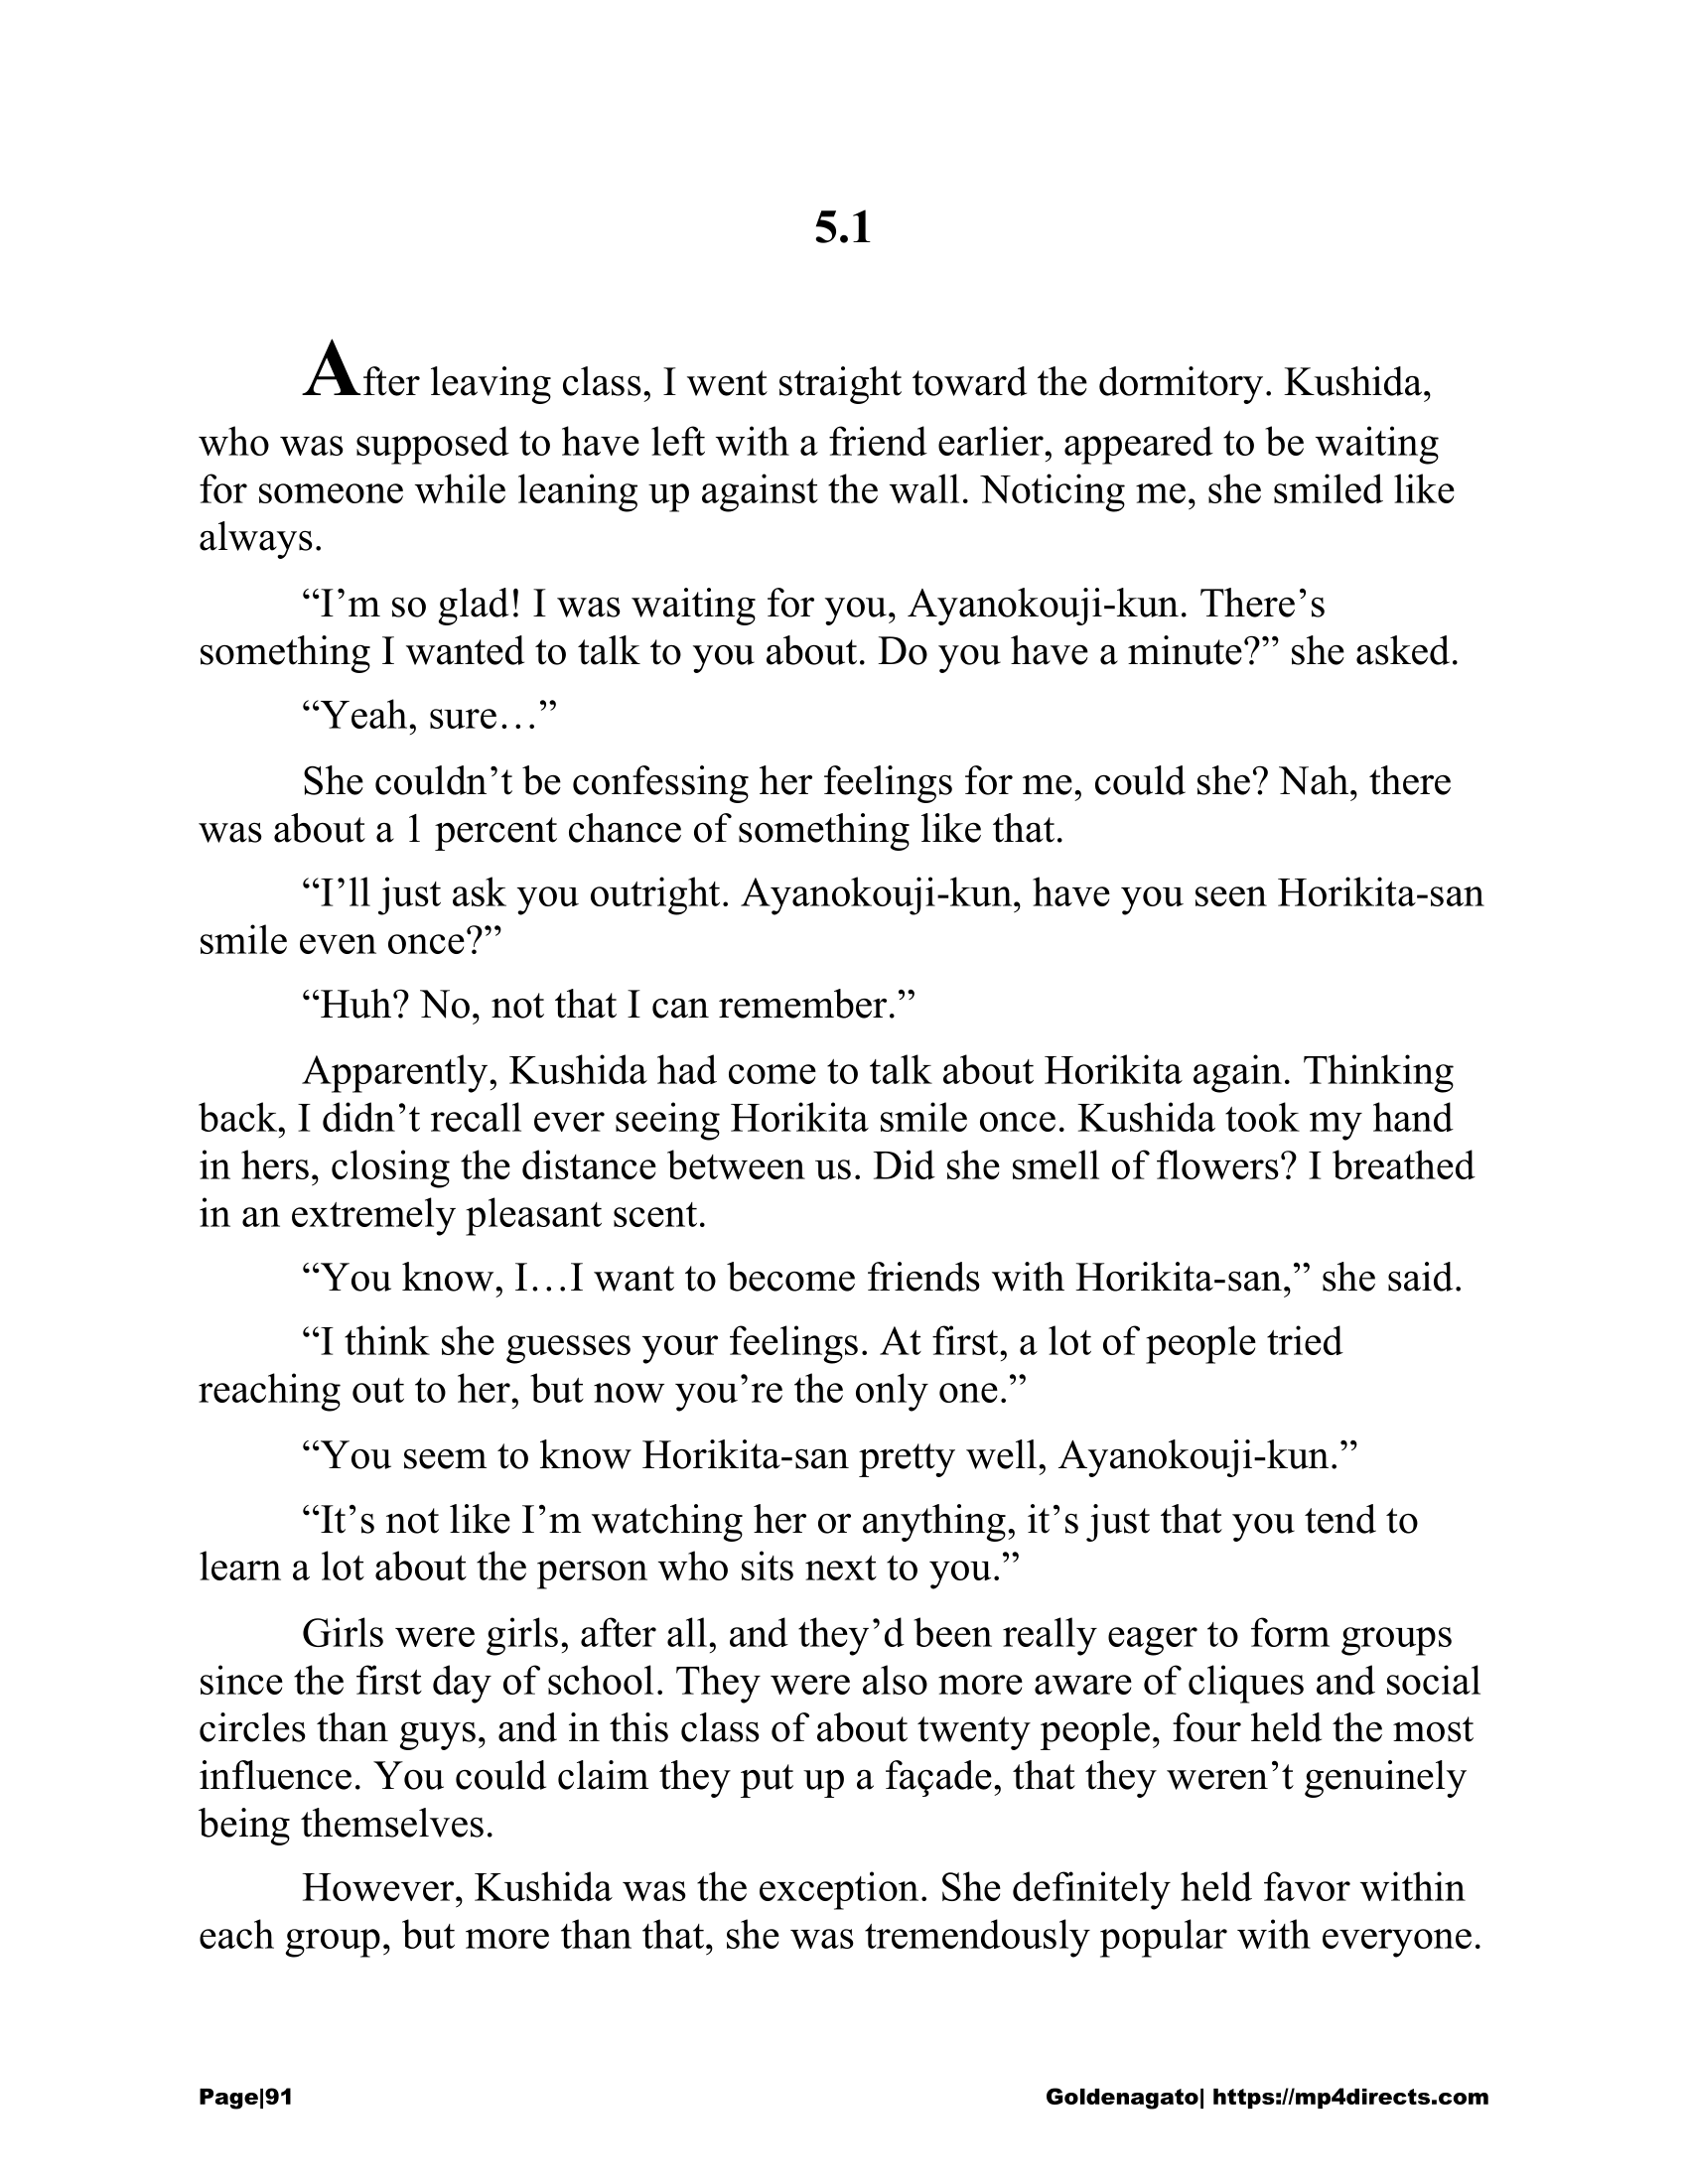 5.1
After leaving class, I went straight toward the dormitory. Kushida,
who was supposed to have left with a friend earlier, appeared to be waiting
for someone while leaning up against the wall. Noticing me, she smiled like
always.
“I’m so glad! I was waiting for you, Ayanokouji-kun. There’s
something I wanted to talk to you about. Do you have a minute?” she asked.
“Yeah, sure…”
She couldn’t be confessing her feelings for me, could she? Nah, there
was about a 1 percent chance of something like that.
“I’ll just ask you outright. Ayanokouji-kun, have you seen Horikita-san
smile even once?”
“Huh? No, not that I can remember.”
Apparently, Kushida had come to talk about Horikita again. Thinking
back, I didn’t recall ever seeing Horikita smile once. Kushida took my hand
in hers, closing the distance between us. Did she smell of flowers? I breathed
in an extremely pleasant scent.
“You know, I…I want to become friends with Horikita-san,” she said.
“I think she guesses your feelings. At first, a lot of people tried
reaching out to her, but now you’re the only one.”
“You seem to know Horikita-san pretty well, Ayanokouji-kun.”
“It’s not like I’m watching her or anything, it’s just that you tend to
learn a lot about the person who sits next to you.”
Girls were girls, after all, and they’d been really eager to form groups
since the first day of school. They were also more aware of cliques and social
circles than guys, and in this class of about twenty people, four held the most
influence. You could claim they put up a façade, that they weren’t genuinely
being themselves.
However, Kushida was the exception. She definitely held favor within
each group, but more than that, she was tremendously popular with everyone.
Page|91 Goldenagato| https://mp4directs.com